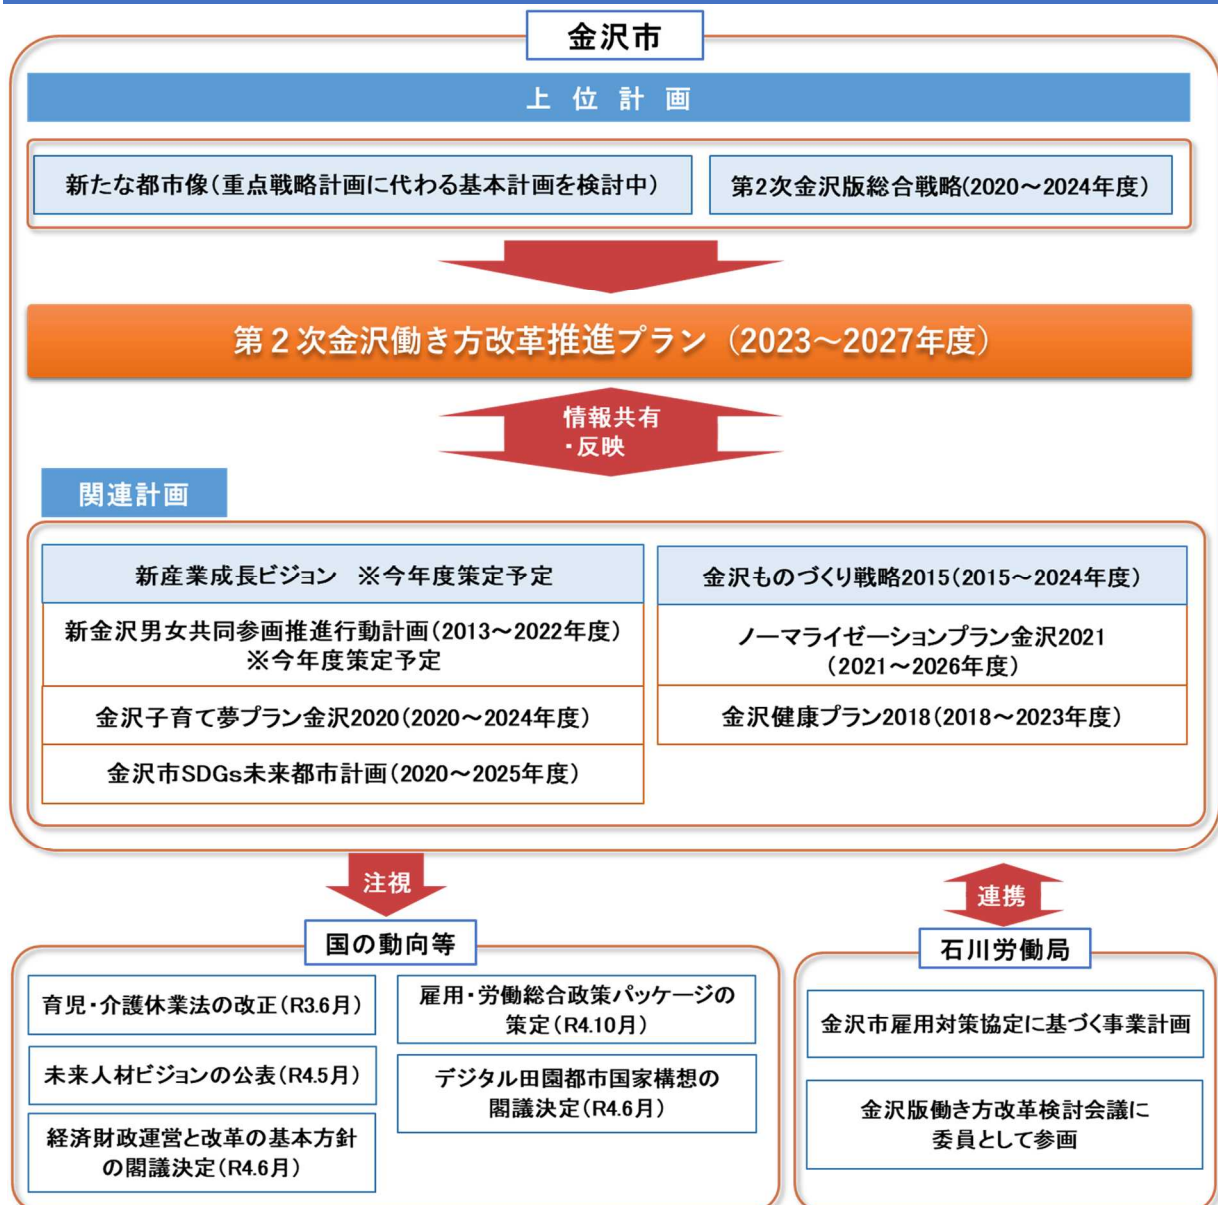 金沢市
上位計画
新たな都市像（重点戦略計画に代わる基本計画を検討中）
第2次金沢版総合戦略(2020～2024年度)
第２次金沢働き方改革推進プラン（2023～2027年度）
情報共有
・反映
関連計画
新産業成長ビジョン　※今年度策定予定
新金沢男女共同参画推進行動計画(2013～2022年度)
※今年度策定予定
金沢子育て夢プラン金沢2020(2020～2024年度)
金沢市SDGs未来都市計画(2020～2025年度)
金沢ものづくり戦略2015(2015～2024年度)
ノーマライゼーションプラン金沢2021
(2021～2026年度)
金沢健康プラン2018(2018～2023年度)
注視
連携
国の動向等
育児・介護休業法の改正(R3.6月)
未来人材ビジョンの公表(R4.5月)
経済財政運営と改革の基本方針
の閣議決定(R4.6月)
雇用・労働総合政策パッケージの
策定(R4.10月)
デジタル田園都市国家構想の
閣議決定(R4.6月)
石川労働局
金沢市雇用対策協定に基づく事業計画
金沢版働き方改革検討会議に
委員として参画